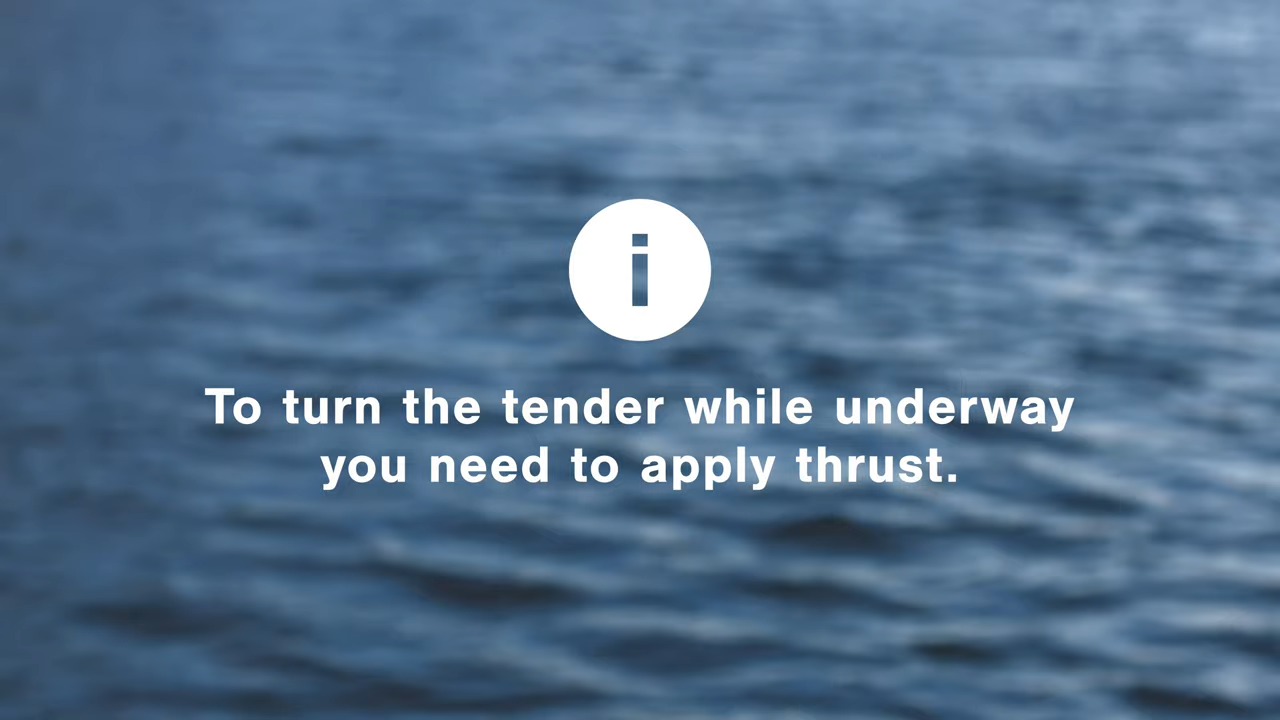 i
To turn the tender while underway
you need to apply thrust.